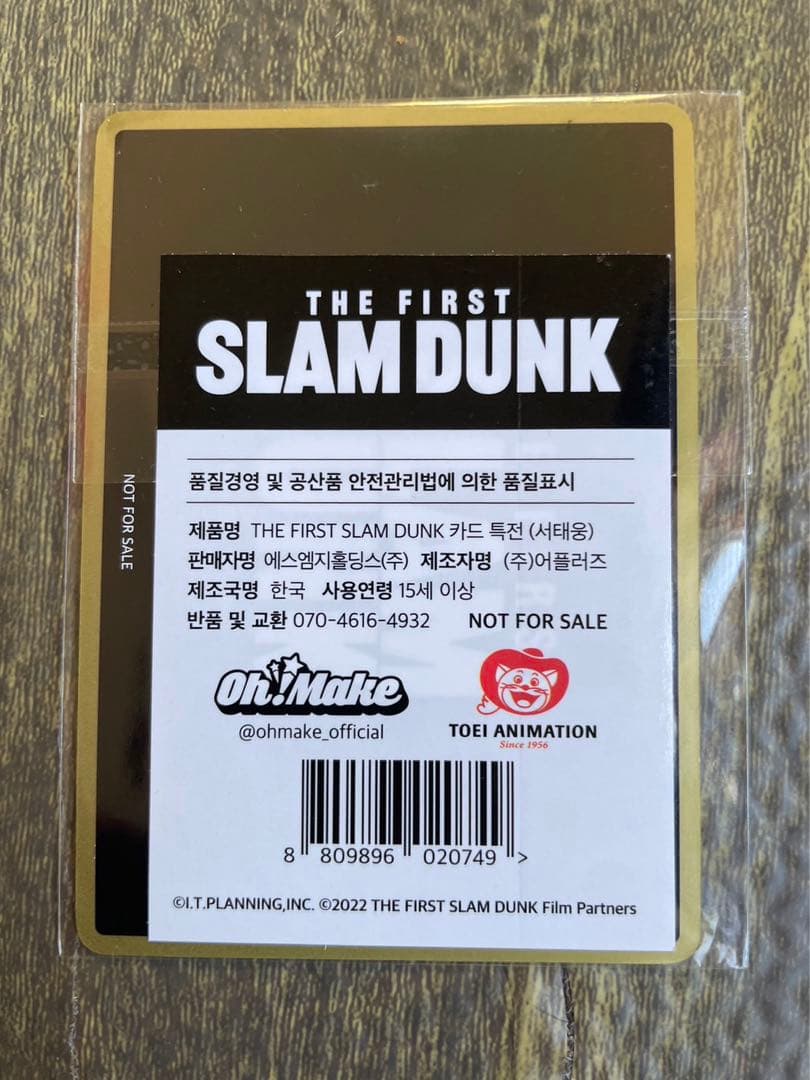 THE FIRST
SLAM DUNK
품질경영 및 공산품 안전관리법에 의한 품질표시
제품명 THE FIRST SLAM DUNK 카드 특전 (서태웅)
판매자명 에스엠지홀딩스(주) 제조자명 (주)어플러즈
제조국명 한국 사용연령 15세 이상
반품 및 교환 070-4616-4932 NOT FOR SALE
Oh!Make
@ohmake_official
TOEI ANIMATION
Since 1956
8 809896 020749 >
©I.T.PLANNING,INC. ©2022 THE FIRST SLAM DUNK Film Partners
NOT FOR SALE